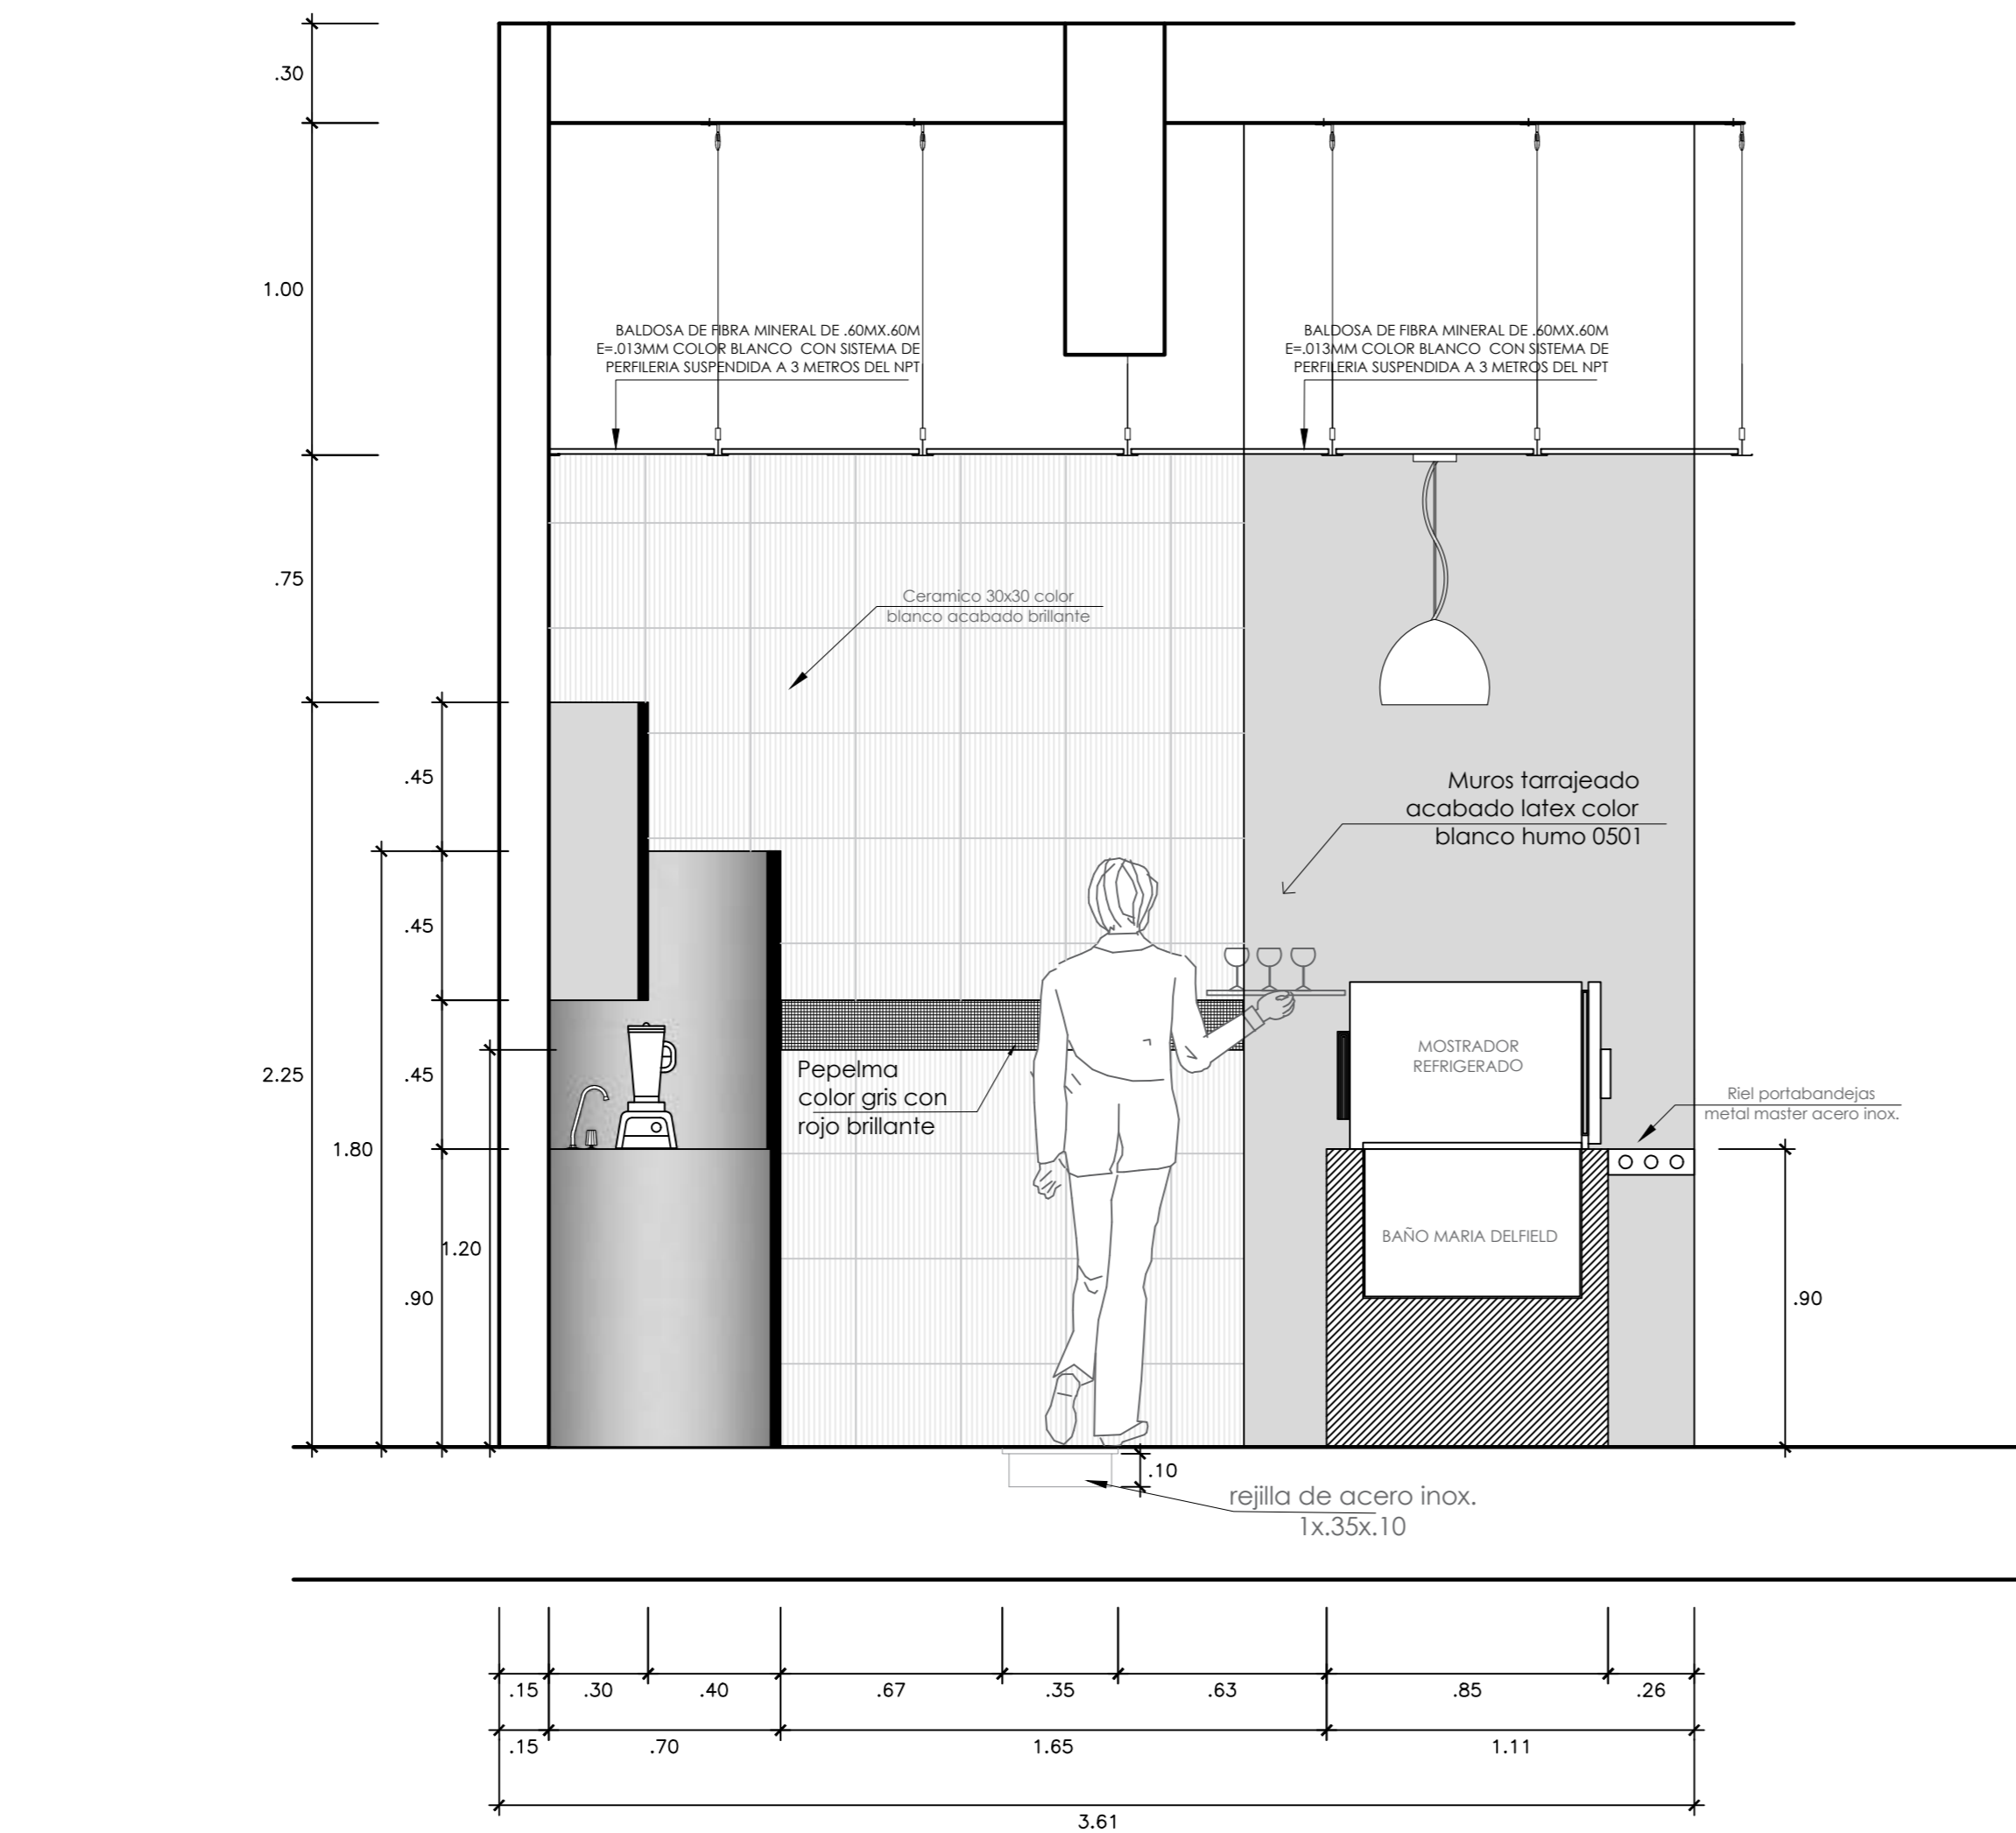 .30
1.00
BALDOSA DE FIBRA MINERAL DE .60MX.60M
E=.013MM COLOR BLANCO CON SISTEMA DE
PERFILERIA SUSPENDIDA A 3 METROS DEL NPT
BALDOSA DE FIBRA MINERAL DE .60MX.60M
E=.013MM COLOR BLANCO CON SISTEMA DE
PERFILERIA SUSPENDIDA A 3 METROS DEL NPT
.75
Ceramico 30x30 color
blanco acabado brillante
.45
Muros tarrajeado
acabado latex color
blanco humo 0501
.45
MOSTRADOR
REFRIGERADO
2.25
.45
Pepelma
color gris con
rojo brillante
Riel portabandejas
metal master acero inox.
1.80
1.20
BAÑO MARIA DELFIELD
.90
.90
.10
rejilla de acero inox.
1x.35x.10
.15 .30 .40 .67 .35 .63 .85 .26
.15 .70 1.65 1.11
3.61